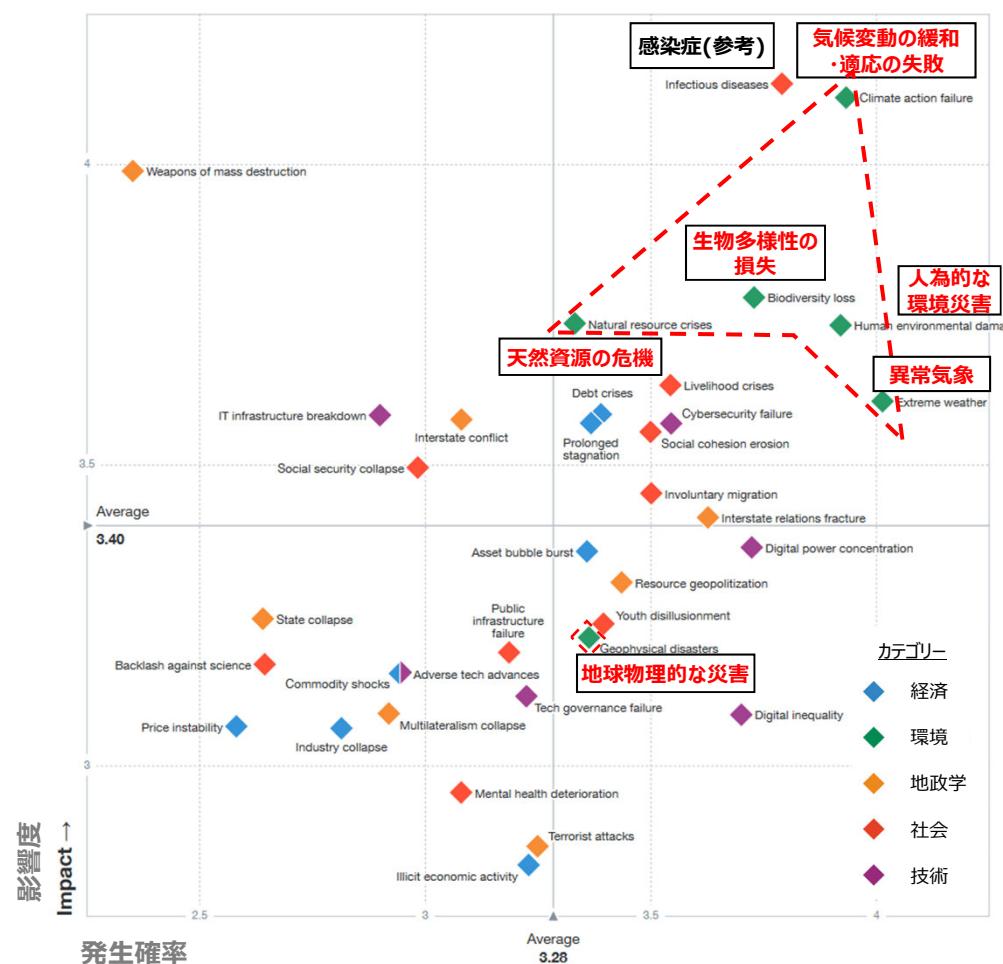 感染症(参考)
気候変動の緩和
・適応の失敗
Infectious diseases
Climate action failure
4
Weapons of mass destruction
生物多様性の
損失
人為的な
環境災害
Biodiversity loss
Natural resource crises
Human environmental dama
天然資源の危機
異常気象
Livelihood crises
Debt crises
Extreme weather
IT infrastructure breakdown
Cybersecurity failure
Interstate conflict
Prolonged
stagnation
Social cohesion erosion
3.5
Social security collapse
Involuntary migration
Average
3.40
Interstate relations fracture
Asset bubble burst
Digital power concentration
Resource geopolitization
State collapse
Public
infrastructure
failure
Youth disillusionment
Geophysical disasters
地球物理的な災害
Backlash against science
Commodity shocks
Adverse tech advances
Tech governance failure
Price instability
Industry collapse
Multilateralism collapse
Digital inequality
カテゴリー
経済
環境
地政学
社会
技術
3
Mental health deterioration
Terrorist attacks
Illicit economic activity
影響度
Impact →
2.5
3
3.5
4
Average
3.28
発生確率